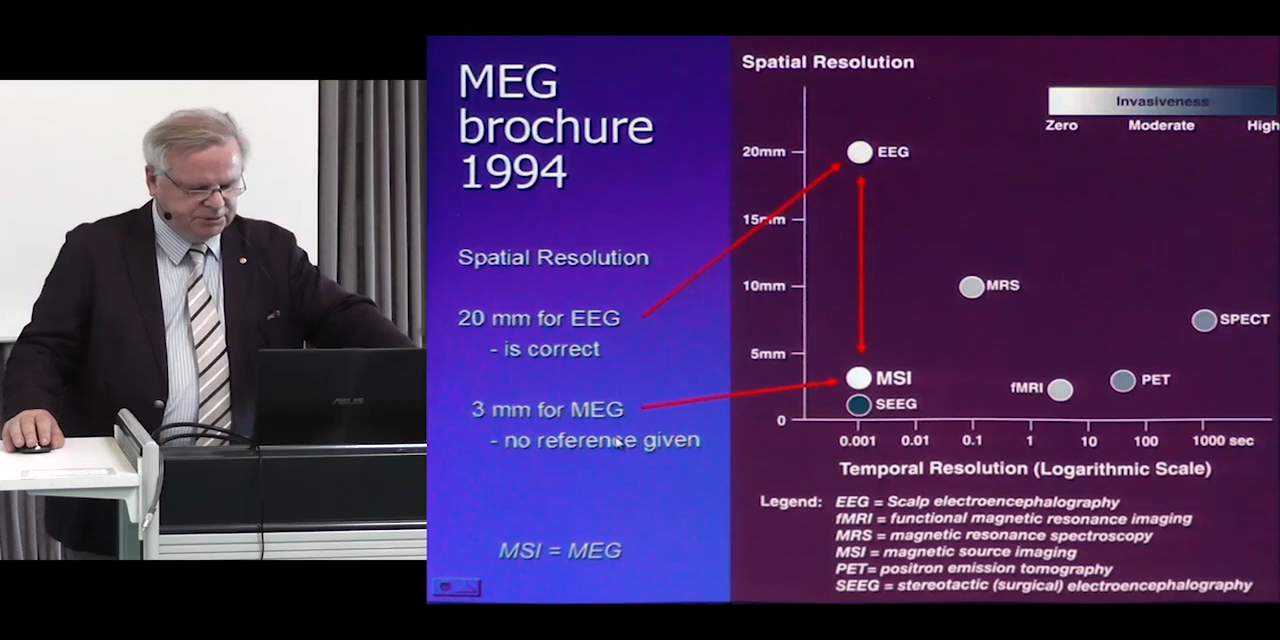 MEG
brochure
1994
Spatial Resolution
20 mm for EEG
- is correct
3 mm for MEG
- no reference given
MSI = MEG
Spatial Resolution
Invasiveness
Zero Moderate High
20mm
15mm
10mm
5mm
0
EEG
MRS
SPECT
MSI
fMRI
PET
SEEG
0.001 0.01 0.1 1 10 100 1000 sec
Temporal Resolution (Logarithmic Scale)
Legend: EEG = Scalp electroencephalography
fMRI = functional magnetic resonance imaging
MRS = magnetic resonance spectroscopy
MSI = magnetic source imaging
PET= positron emission tomography
SEEG = stereotactic (surgical) electroencephalography
ASUS